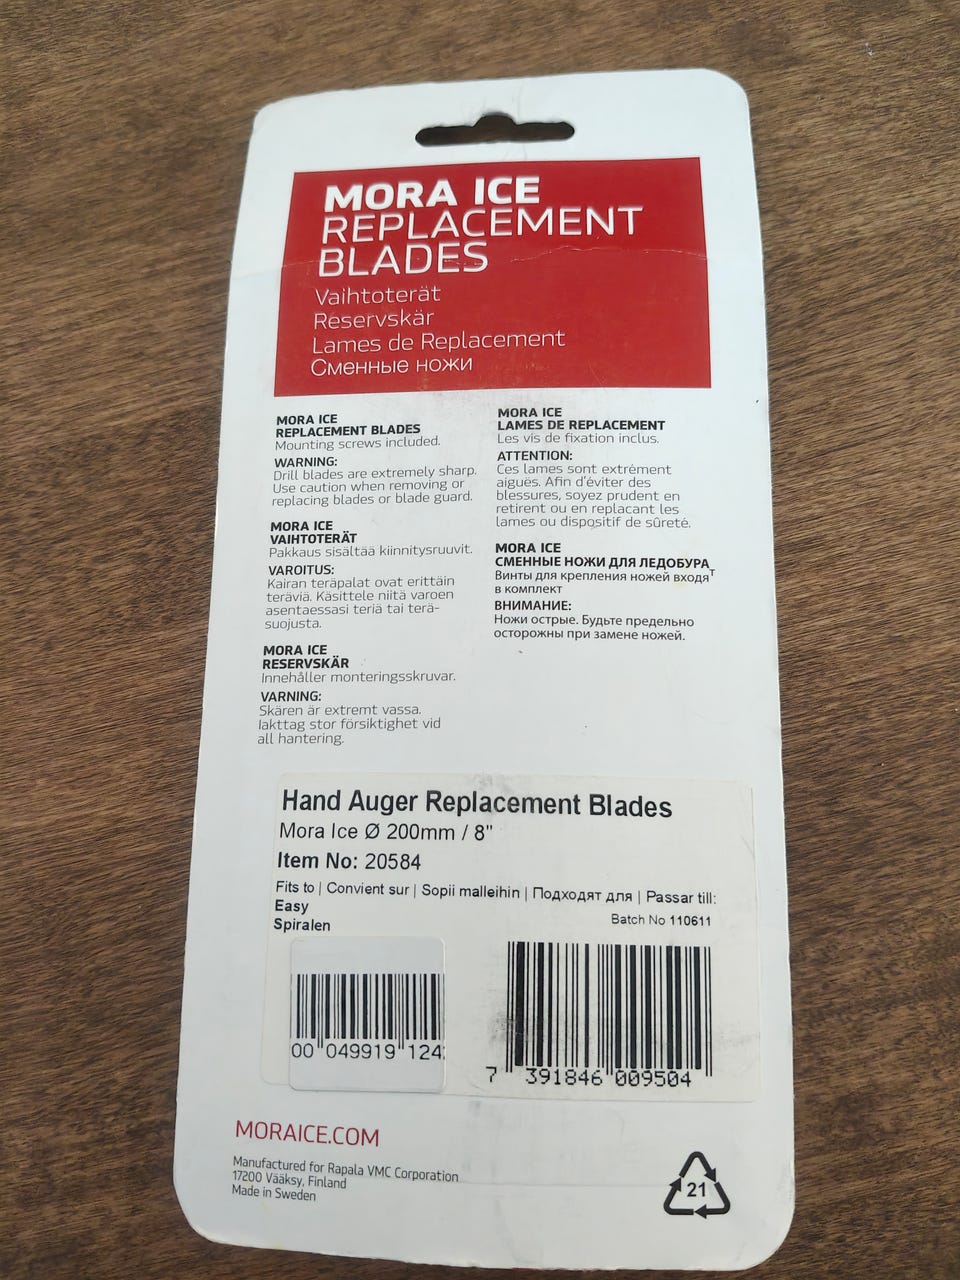 MORA ICE
REPLACEMENT
BLADES
Vaihtoterät
Reservskär
Lames de Replacement
Сменные ножи
MORA ICE
REPLACEMENT BLADES
Mounting screws included.
WARNING:
Drill blades are extremely sharp.
Use caution when removing or
replacing blades or blade guard.
MORA ICE
VAIHTOTERÄT
Pakkaus sisältää kiinnitysruuvit.
VAROITUS:
Kairan teräpalat ovat erittäin
teräviä. Käsittele niitä varoen
asentaessasi teriä tai terä-
suojusta.
MORA ICE
RESERVSKÄR
Innehåller monteringsskruvar.
VARNING:
Skären är extremt vassa.
Iakttag stor försiktighet vid
all hantering.
MORA ICE
LAMES DE REPLACEMENT
Les vis de fixation inclus.
ATTENTION:
Ces lames sont extrèment
aiguës. Afin d'éviter des
blessures, soyez prudent en
retirent ou en replacant les
lames ou dispositif de sûreté.
MORA ICE
СМЕННЫЕ НОЖИ ДЛЯ ЛЕДОБУРА
Винты для крепления ножей входят
в комплект
ВНИМАНИЕ:
Ножи острые. Будьте предельно
осторожны при замене ножей.
Hand Auger Replacement Blades
Mora Ice Ø 200mm / 8"
Item No: 20584
Fits to | Convient sur | Sopii malleihin | Подходят для | Passar till:
Easy
Spiralen
Batch No 110611
00 049919 124
7 391846 009504
MORAICE.COM
Manufactured for Rapala VMC Corporation
17200 Vääksy, Finland
Made in Sweden
21